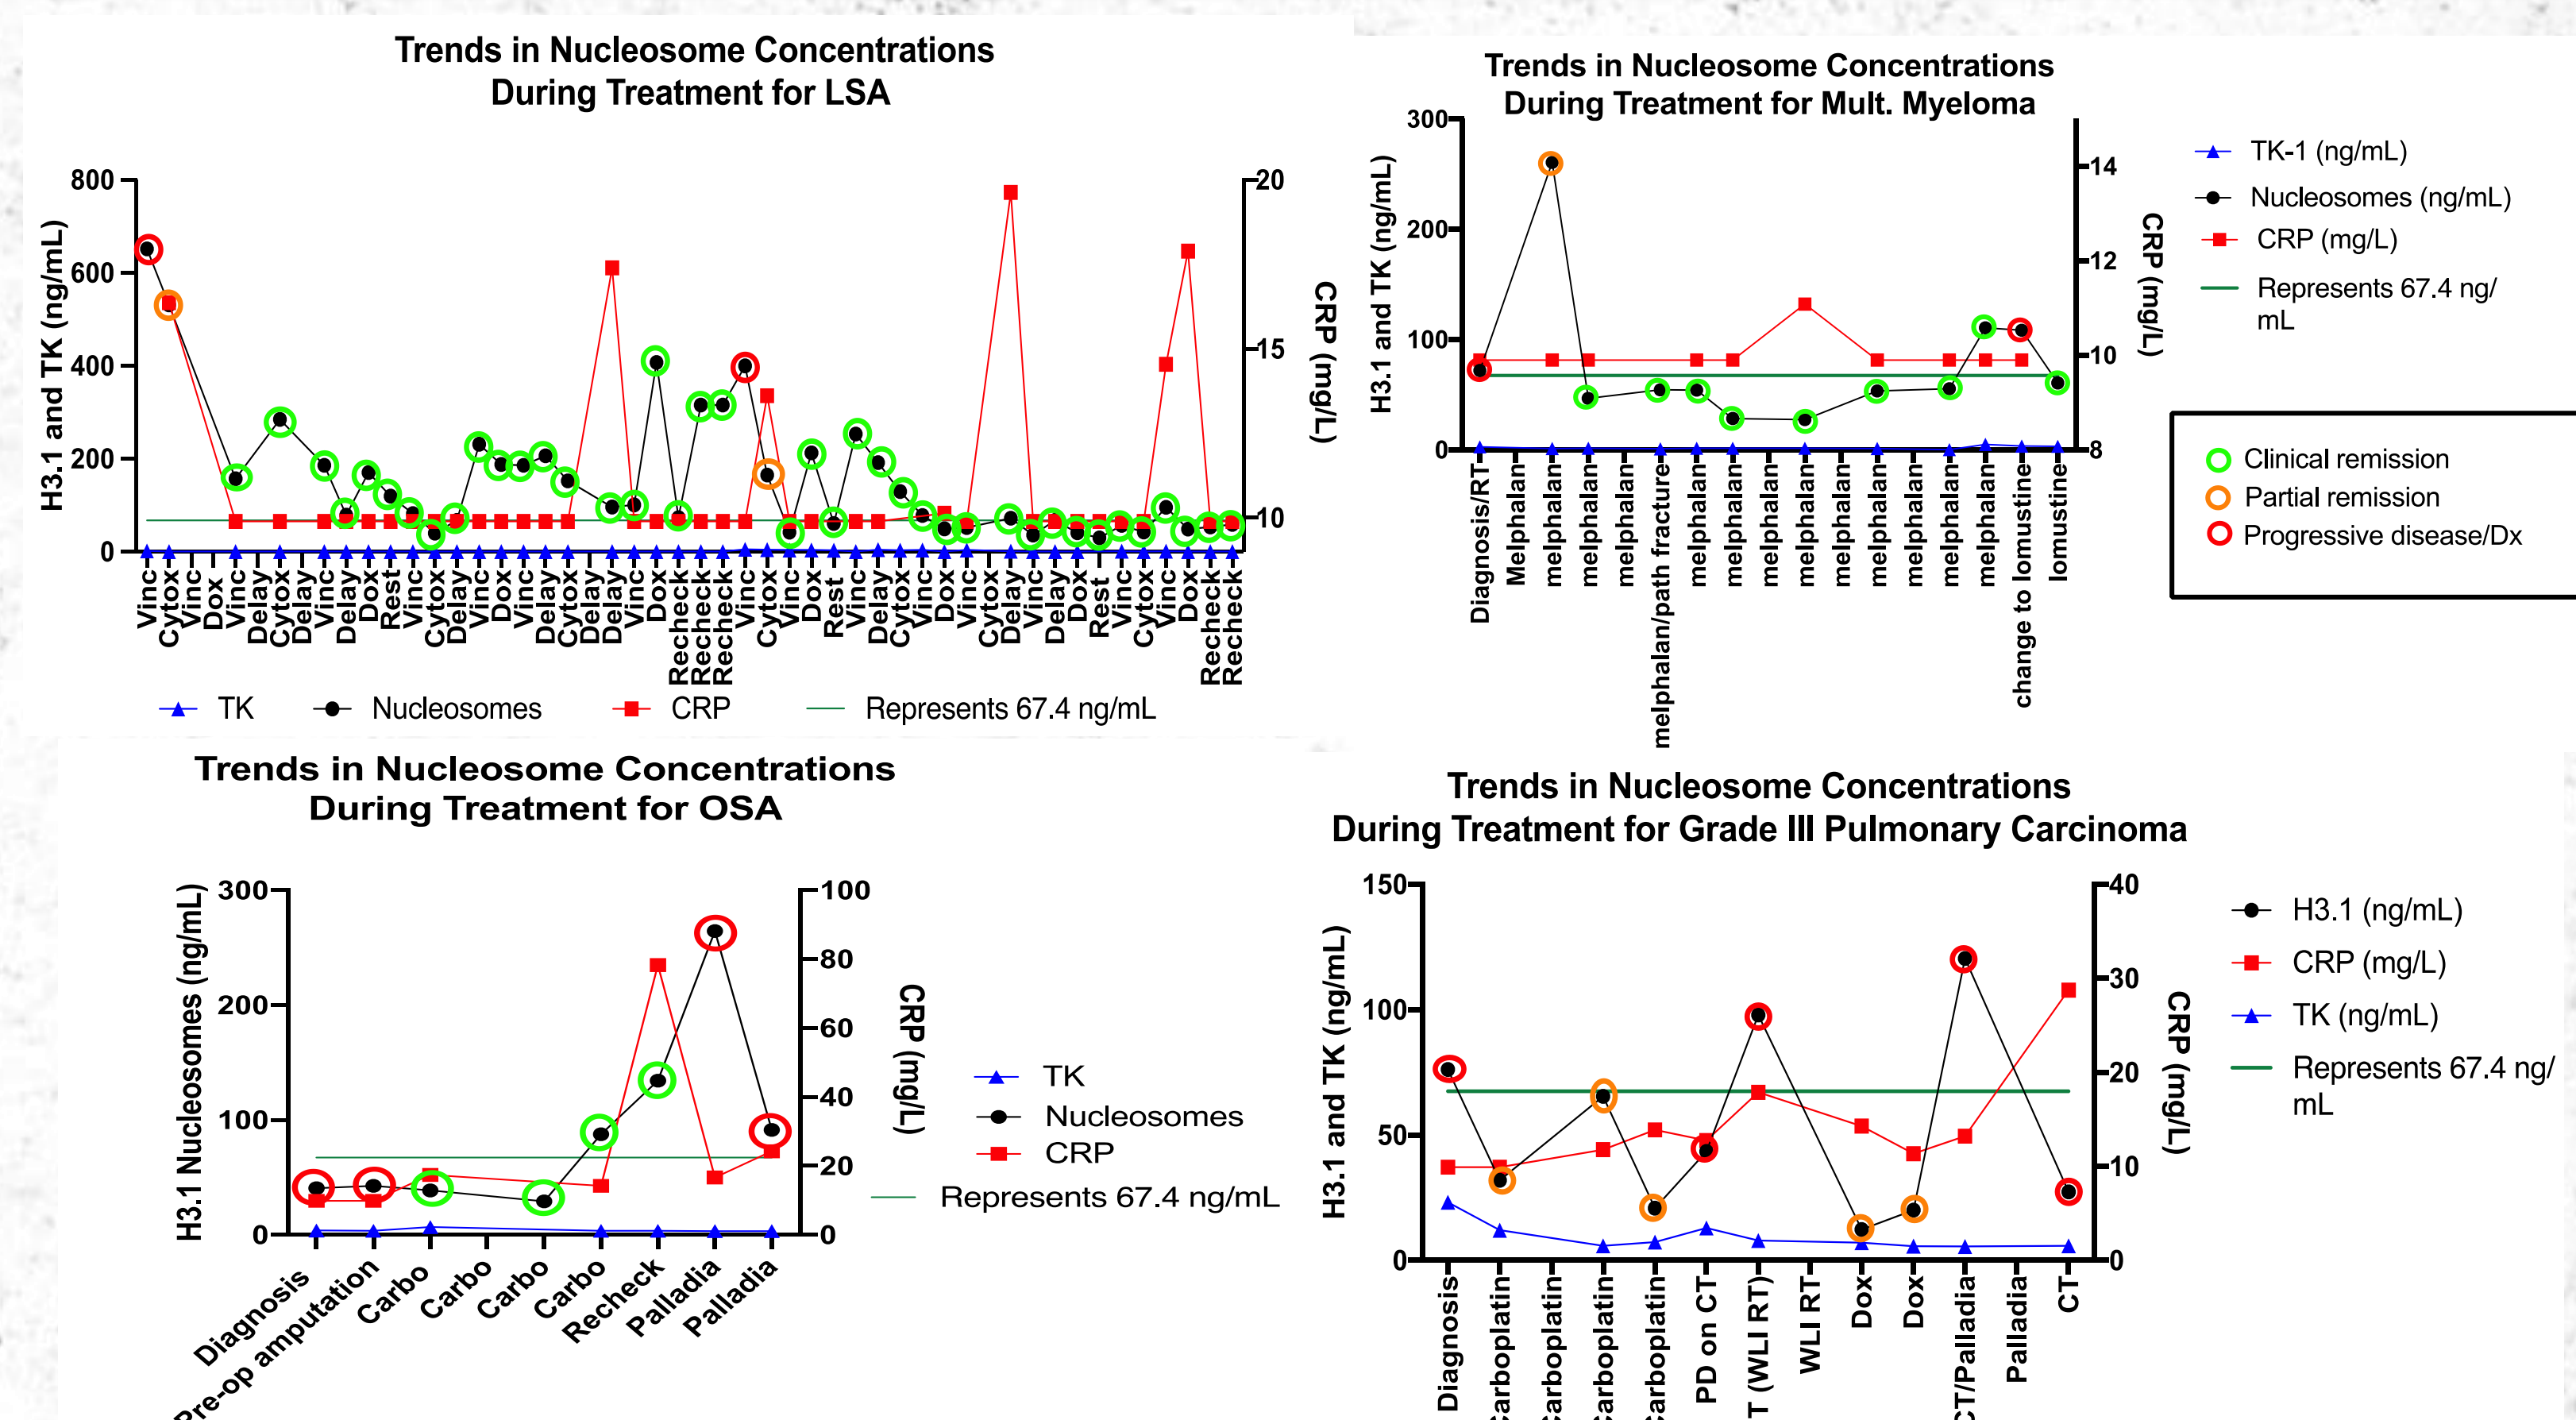 Trends in Nucleosome Concentrations
During Treatment for LSA
800
600
400
200
0
H3.1 and TK (ng/mL)
20
15
10
CRP (mg/L)
Vinc
Cytox
Vinc
Dox
Vinc
Delay
Cytox
Delay
Vinc
Delay
Dox
Rest
Vinc
Cytox
Delay
Vinc
Dox
Vinc
Delay
Cytox
Delay
Delay
Vinc
Dox
Recheck
Recheck
Recheck
Vinc
Cytox
Vinc
Dox
Rest
Vinc
Delay
Cytox
Vinc
Dox
Vinc
Cytox
Delay
Vinc
Delay
Dox
Rest
Vinc
Cytox
Vinc
Dox
Recheck
Recheck
TK
Nucleosomes
CRP
Represents 67.4 ng/mL
Trends in Nucleosome Concentrations
During Treatment for Mult. Myeloma
300
200
100
0
H3.1 and TK (ng/mL)
14
12
10
8
CRP (mg/L)
Diagnosis/RT
Melphalan
melphalan
melphalan
melphalan
melphalan/path fracturer
melphalan
melphalan
melphalan
melphalan
melphalan
melphalan
melphalan
melphalan
melphalan
change to lomustine
lomustine
TK-1 (ng/mL)
Nucleosomes (ng/mL)
CRP (mg/L)
Represents 67.4 ng/
mL
Clinical remission
Partial remission
Progressive disease/Dx
Trends in Nucleosome Concentrations
During Treatment for OSA
300
200
100
0
H3.1 Nucleosomes (ng/mL)
100
80
60
40
20
0
CRP (mg/L)
Diagnosis
Pre-op amputation
Carbo
Carbo
Carbo
Carbo
Recheck
Palladia
Palladia
TK
Nucleosomes
CRP
Represents 67.4 ng/mL
Trends in Nucleosome Concentrations
During Treatment for Grade III Pulmonary Carcinoma
150
100
50
0
H3.1 and TK (ng/mL)
40
30
20
10
0
CRP (mg/L)
Diagnosis
Carboplatin
Carboplatin
Carboplatin
Carboplatin
PD on CT
T (WLI RT)
WLI RT
Dox
Dox
CT/Palladia
Palladia
CT
H3.1 (ng/mL)
CRP (mg/L)
TK (ng/mL)
Represents 67.4 ng/
mL